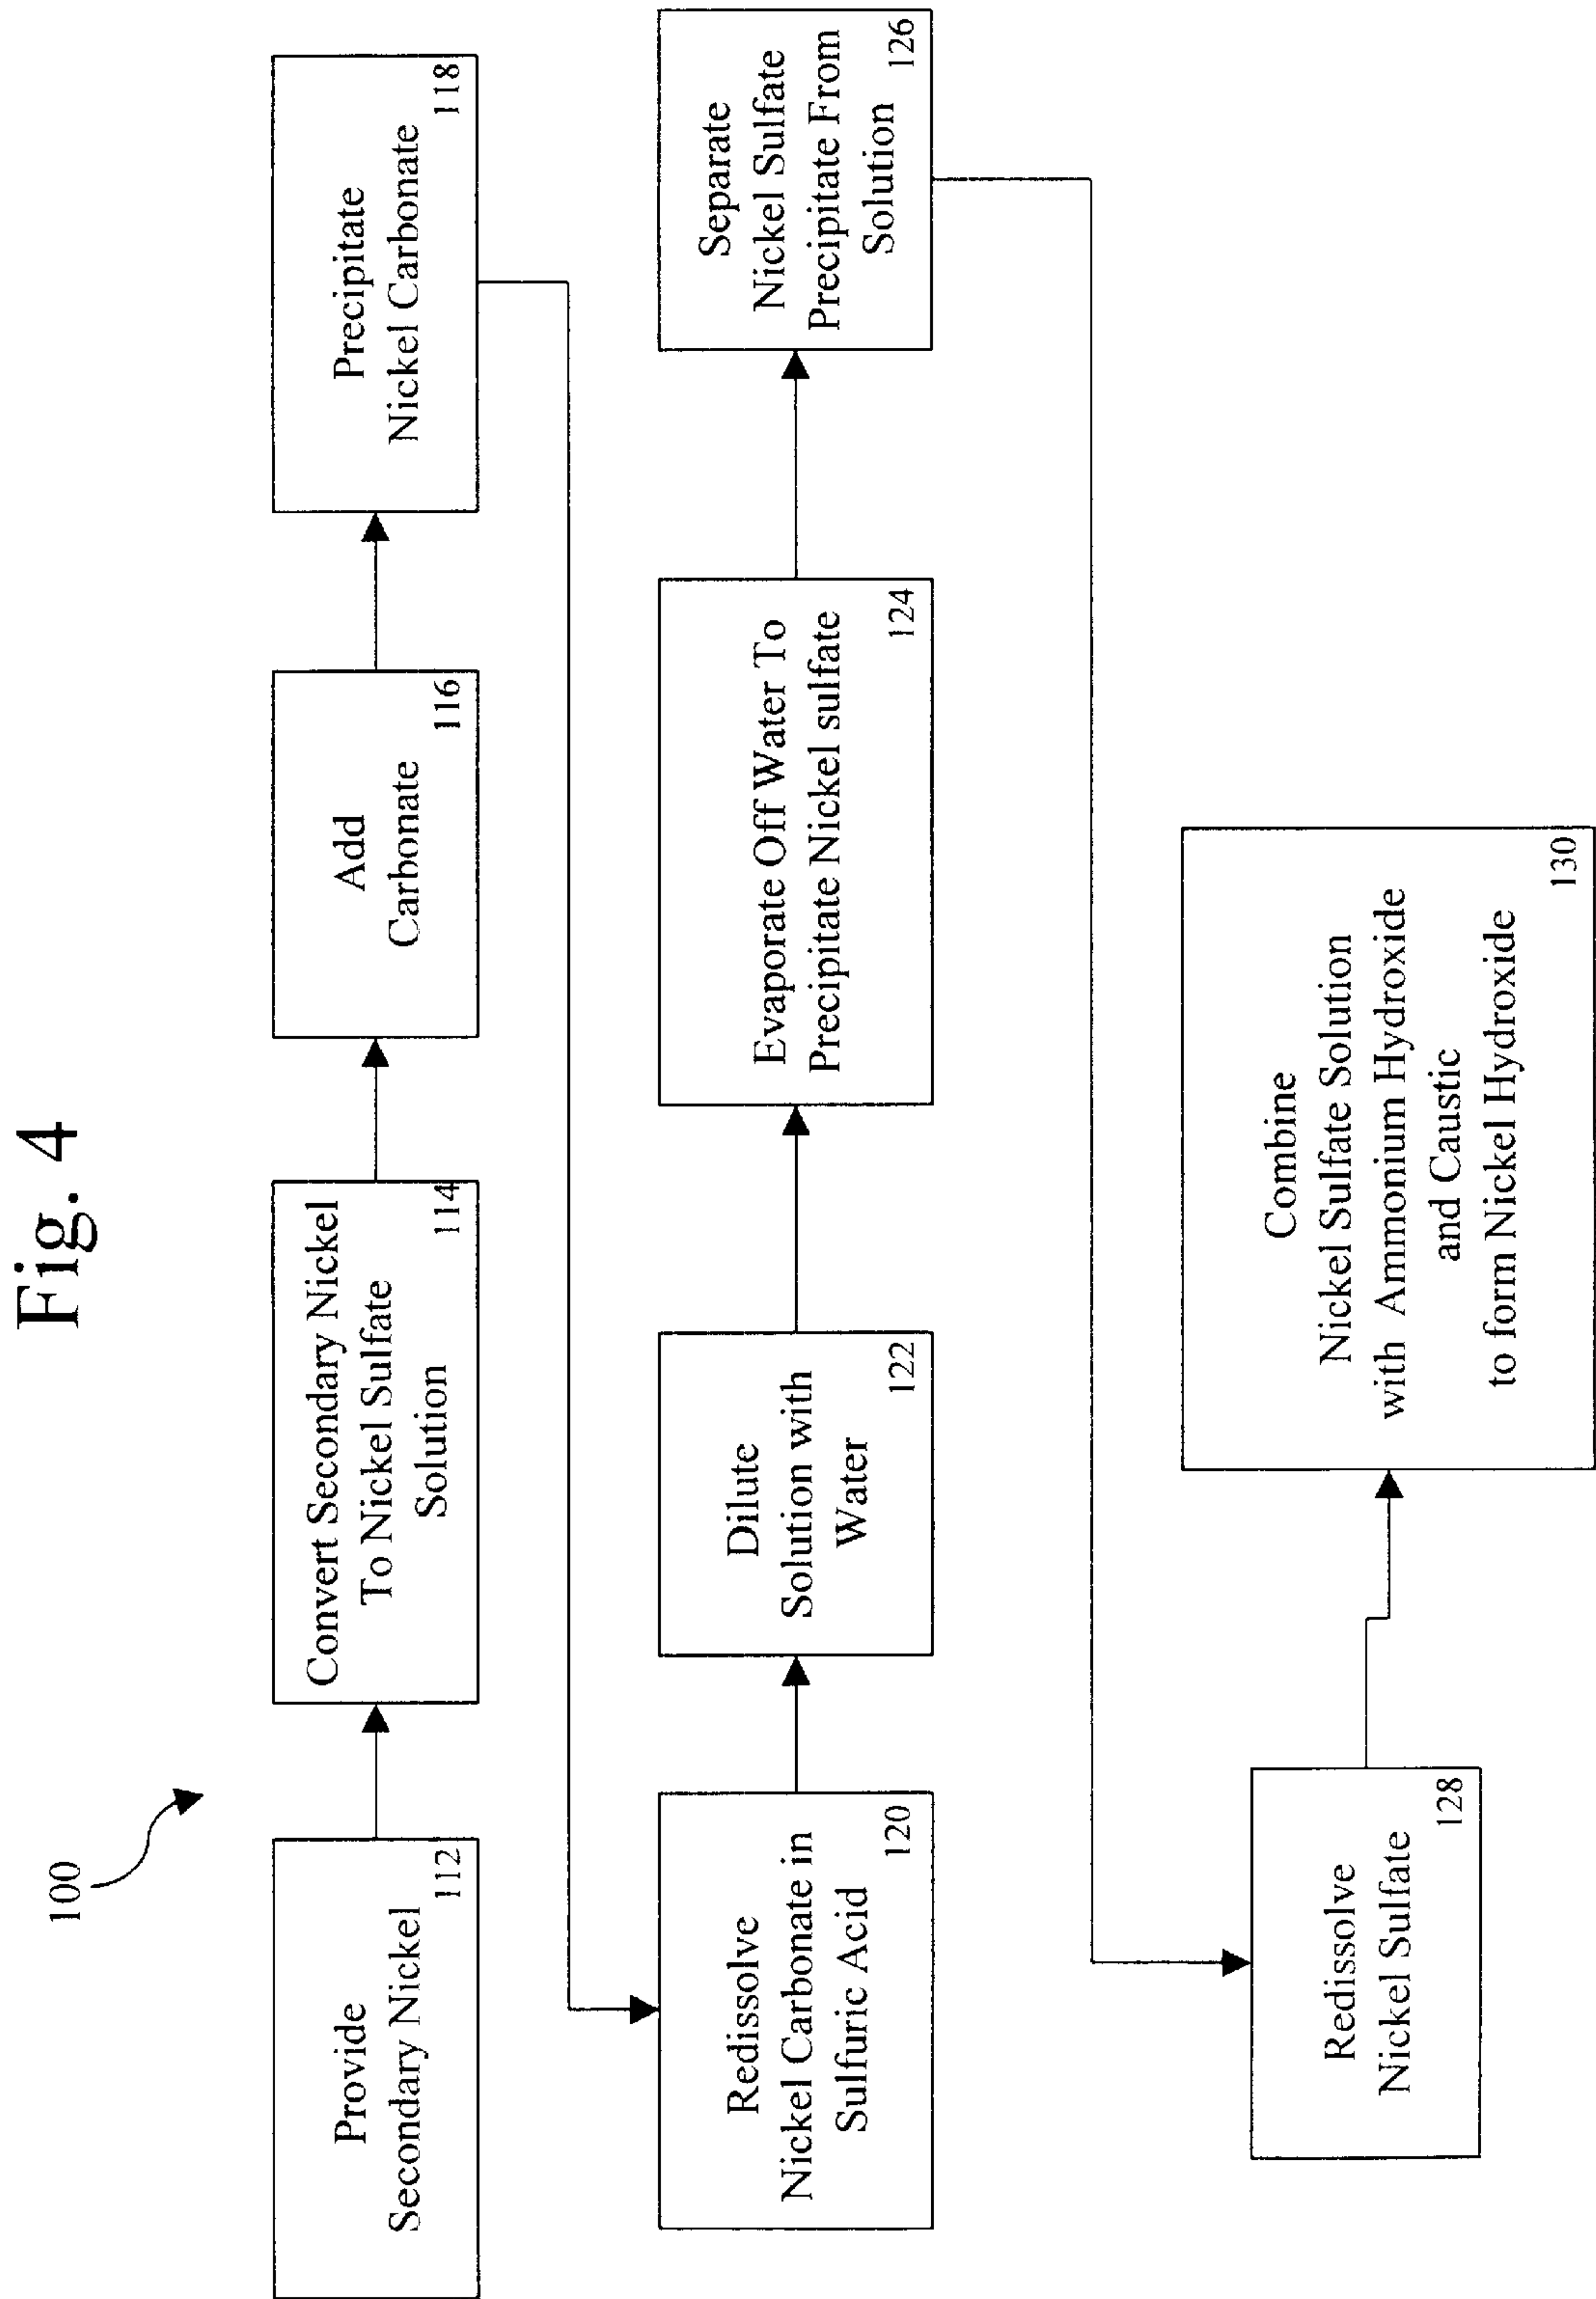 Fig. 4
100
Provide
Secondary Nickel
112
Convert Secondary Nickel
To Nickel Sulfate
Solution
114
Add
Carbonate
116
Precipitate
Nickel Carbonate
118
Redissolve
Nickel Carbonate in
Sulfuric Acid
120
Dilute
Solution with
Water
122
Evaporate Off Water To
Precipitate Nickel sulfate
124
Separate
Nickel Sulfate
Precipitate From
Solution
126
Redissolve
Nickel Sulfate
128
Combine
Nickel Sulfate Solution
with Ammonium Hydroxide
and Caustic
to form Nickel Hydroxide
130